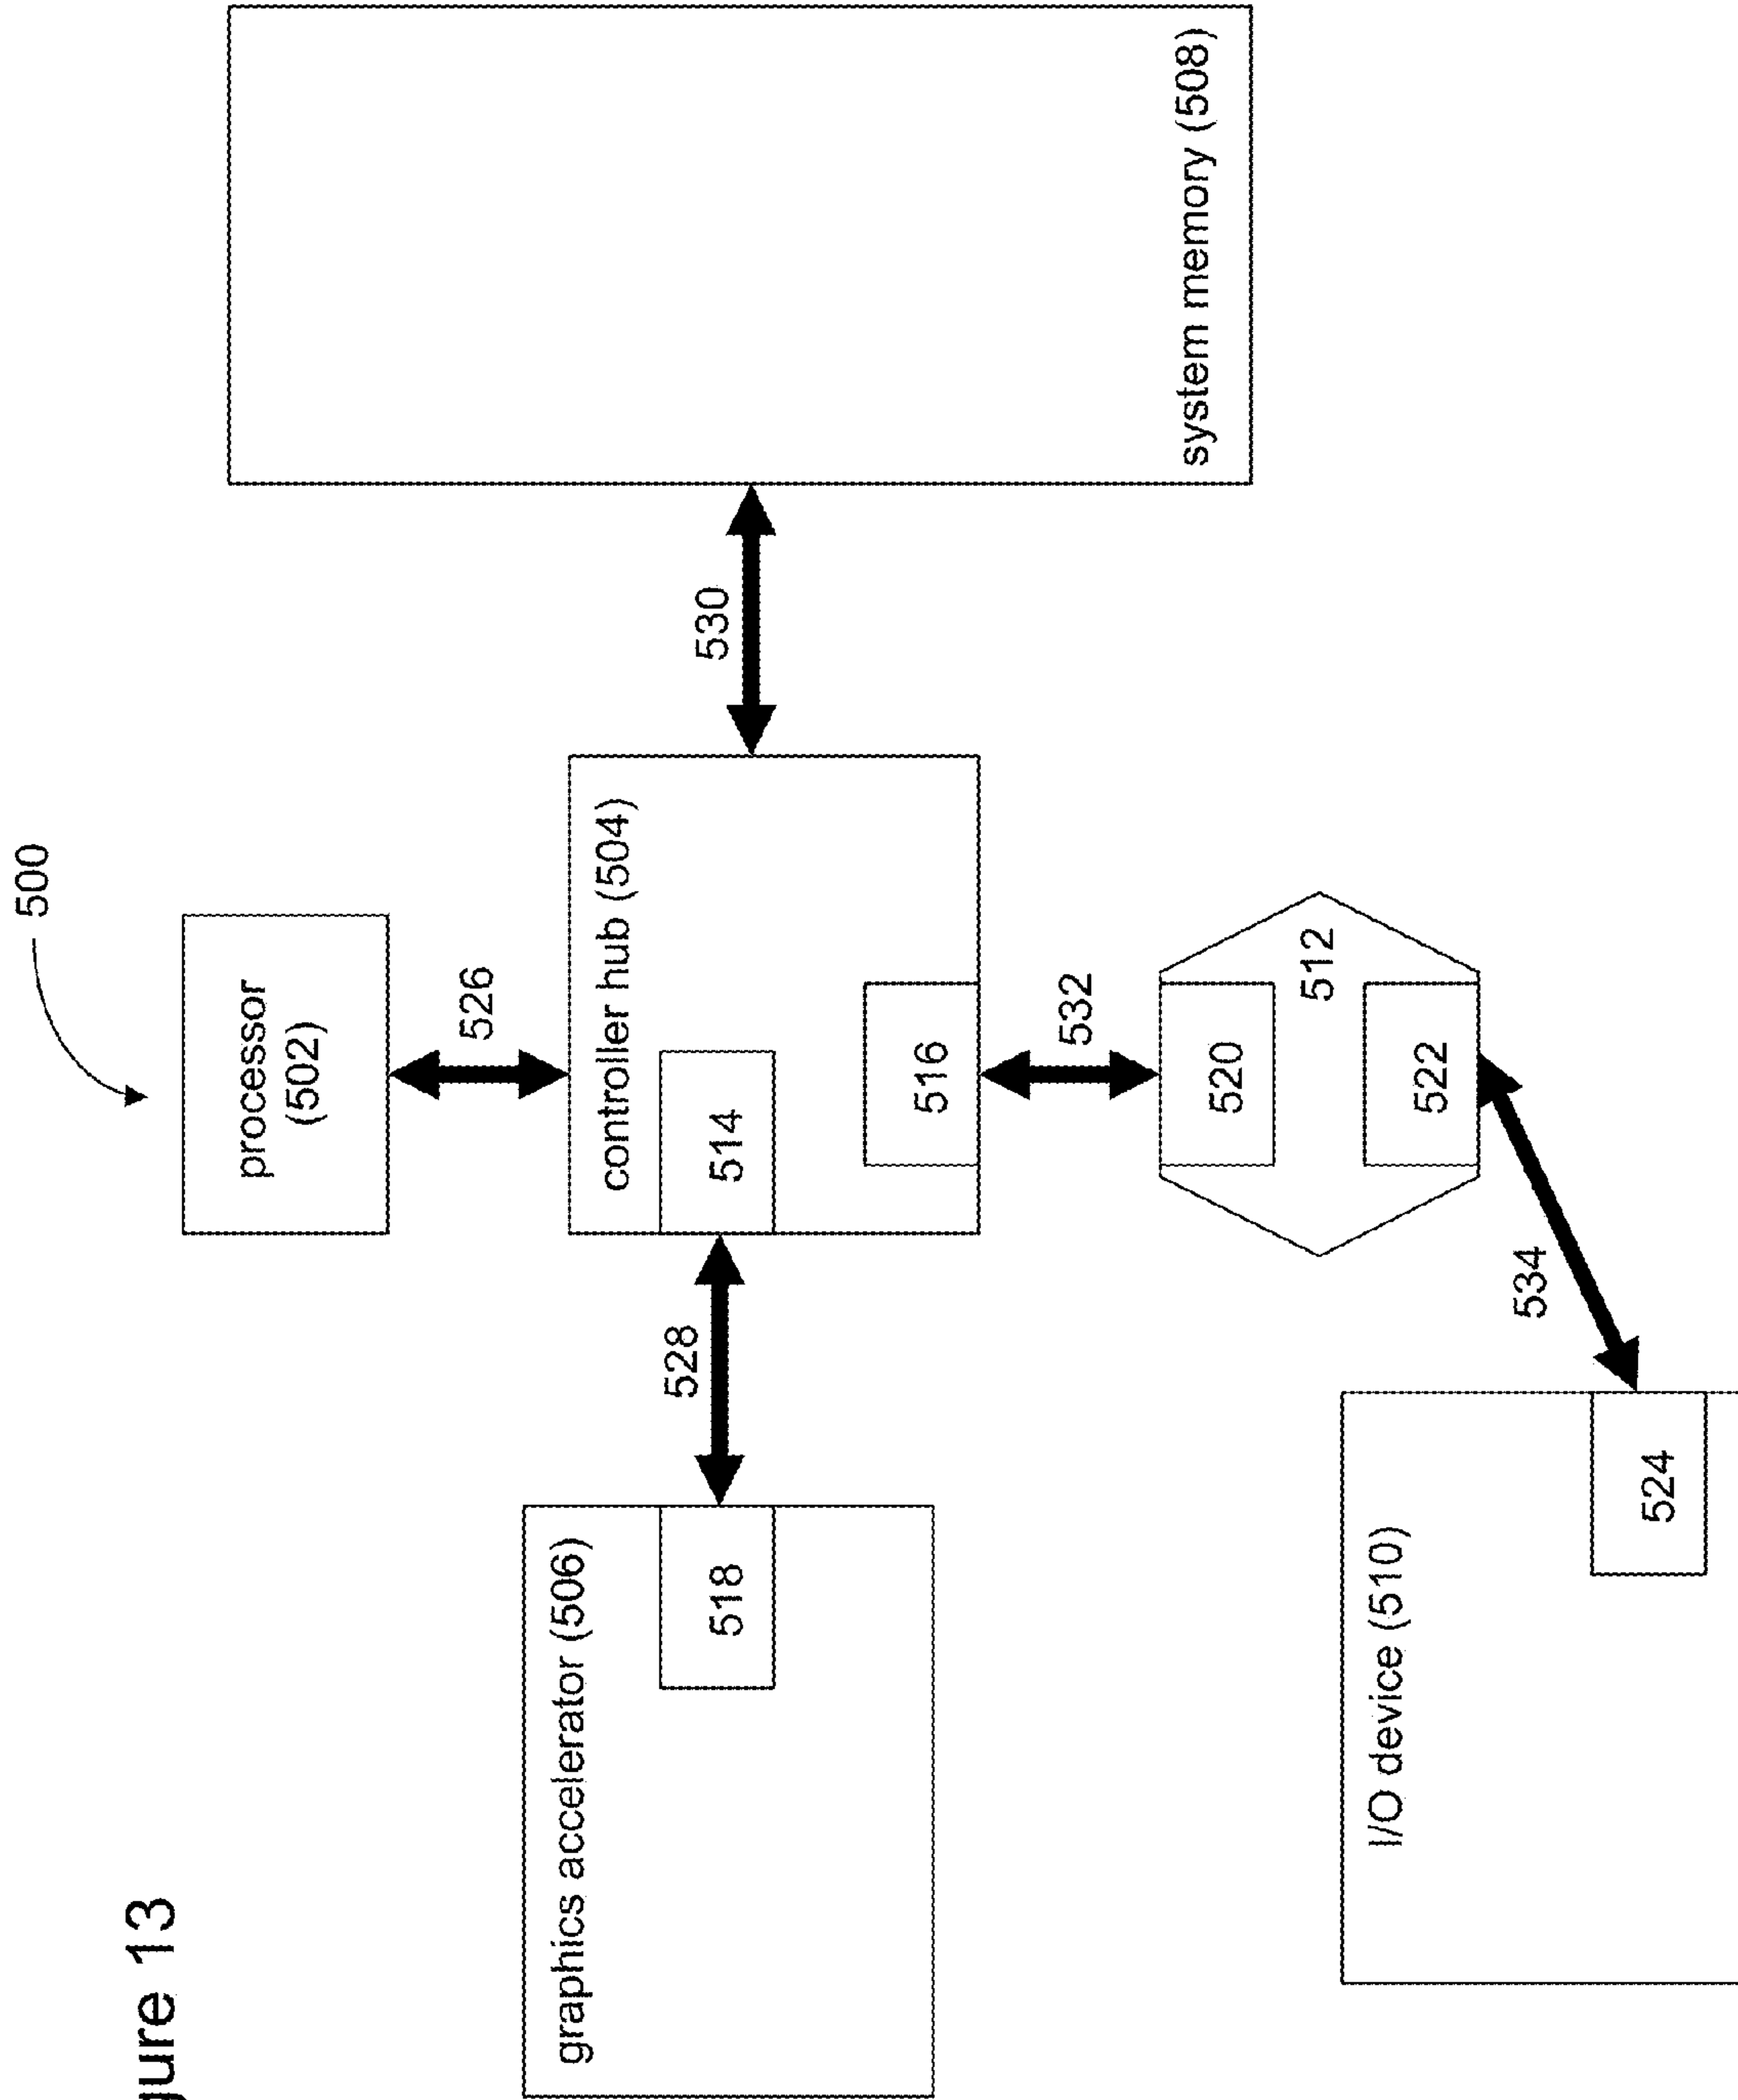 500
gure 13
processor
(502)
526
graphics accelerator (506)
controller hub (504)
528
530
518
514
516
532
system memory (508)
520
512
I/O device (510)
522
534
524